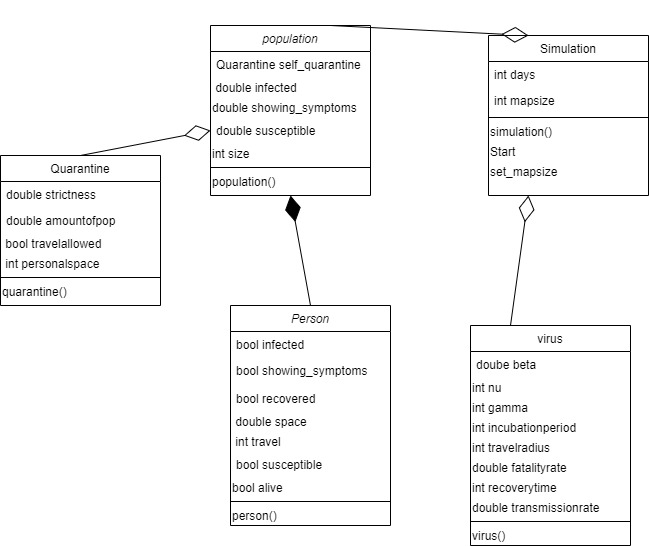 population
Quarantine self_quarantine
double infected
double showing_symptoms
double susceptible
int size
population()
Simulation
int days
int mapsize
simulation()
Start
set_mapsize
Quarantine
double strictness
double amountofpop
bool travelallowed
int personalspace
quarantine()
Person
bool infected
bool showing_symptoms
bool recovered
double space
int travel
bool susceptible
bool alive
person()
virus
doube beta
int nu
int gamma
int incubationperiod
int travelradius
double fatalityrate
int recoverytime
double transmissionrate
virus()